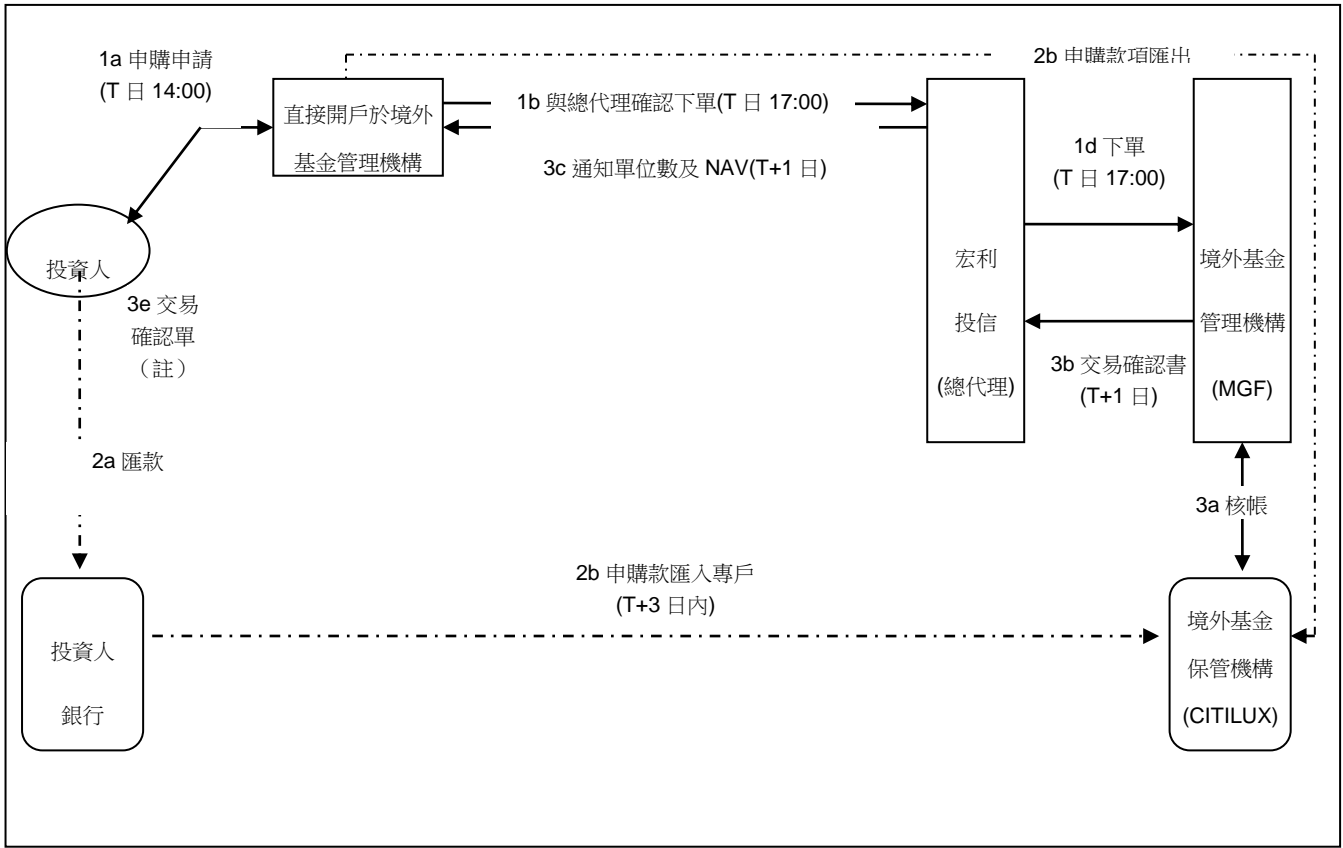 1a 申購申請
(T 日 14:00)
2b 申購款項匯出
直接開戶於境外
基金管理機構
1b 與總代理確認下單(T 日 17:00)
3c 通知單位數及 NAV(T+1 日)
1d 下單
(T 日 17:00)
投資人
3e 交易
確認單
（註）
宏利
投信
(總代理)
境外基金
管理機構
(MGF)
3b 交易確認書
(T+1 日)
2a 匯款
3a 核帳
2b 申購款匯入專戶
(T+3 日內)
投資人
銀行
境外基金
保管機構
(CITILUX)